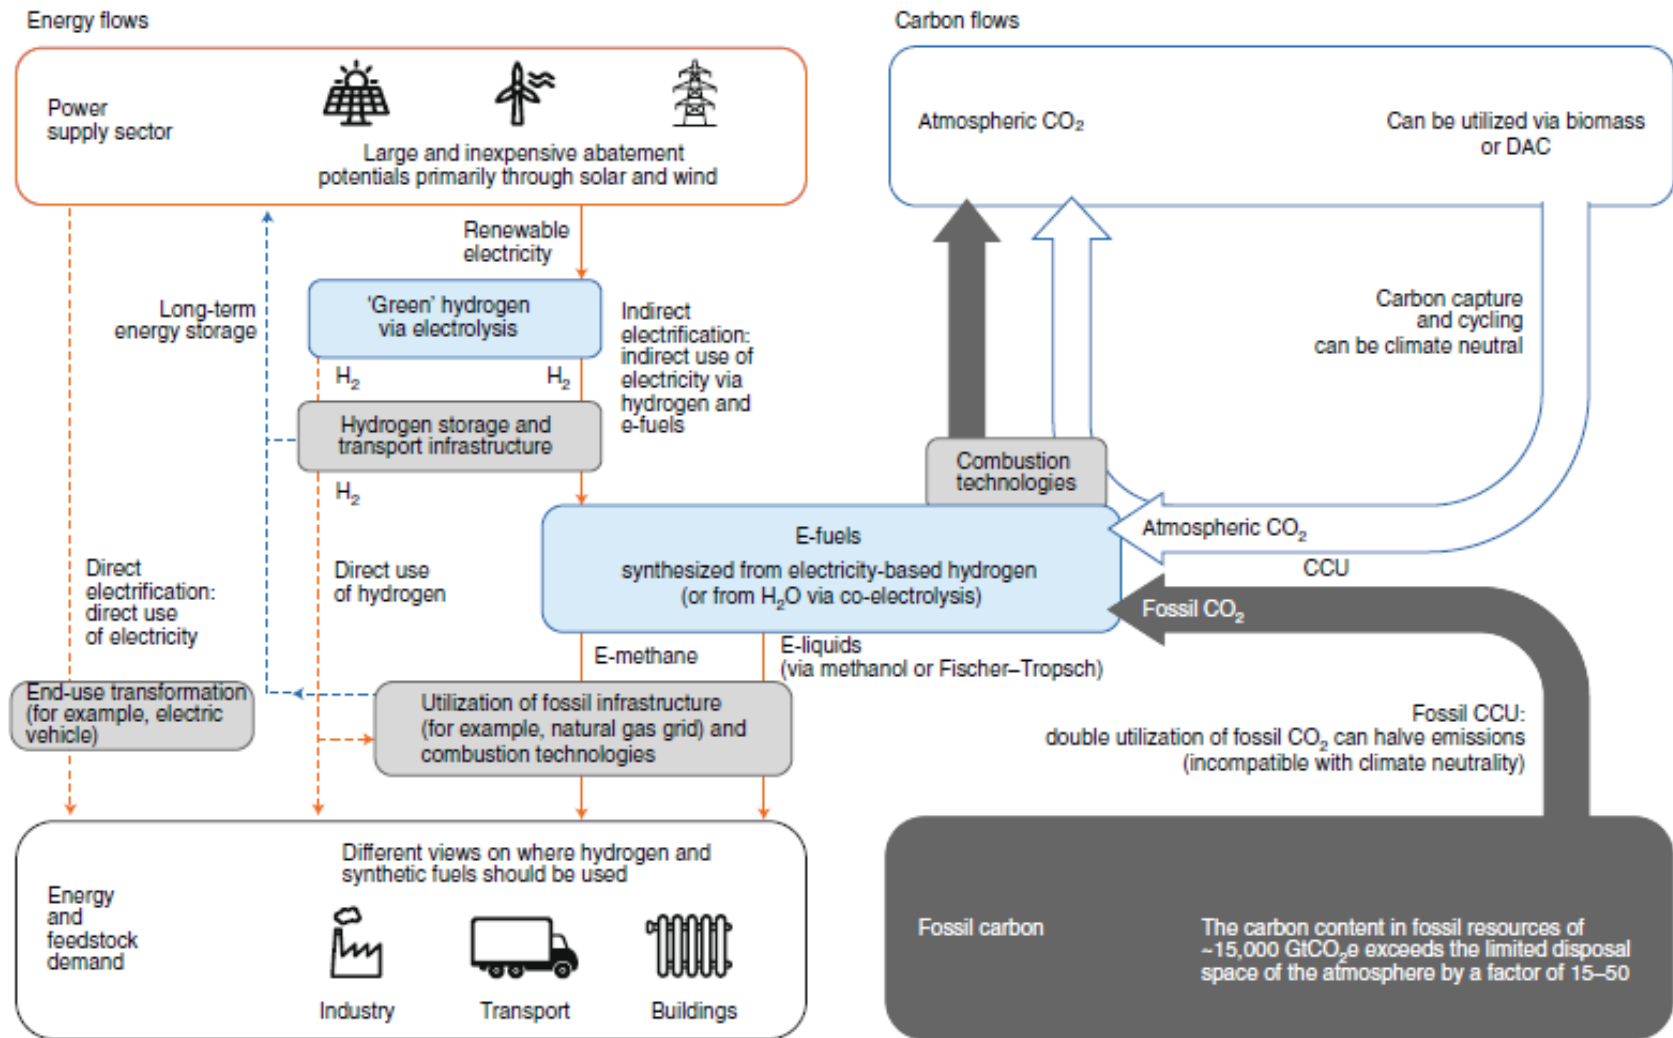 Energy flows
Power
supply sector
Large and inexpensive abatement
potentials primarily through solar and wind
Renewable
electricity
Long-term
energy storage
'Green' hydrogen
via electrolysis
Indirect
electrification:
indirect use of
electricity via
hydrogen and
e-fuels
H₂
H₂
Hydrogen storage and
transport infrastructure
H₂
Direct
electrification:
direct use
of electricity
Direct use
of hydrogen
E-fuels
synthesized from electricity-based hydrogen
(or from H₂O via co-electrolysis)
E-methane
E-liquids
(via methanol or Fischer–Tropsch)
End-use transformation
(for example, electric
vehicle)
Utilization of fossil infrastructure
(for example, natural gas grid) and
combustion technologies
Energy
and
feedstock
demand
Different views on where hydrogen and
synthetic fuels should be used
Industry
Transport
Buildings
Carbon flows
Atmospheric CO₂
Can be utilized via biomass
or DAC
Carbon capture
and cycling
can be climate neutral
Combustion
technologies
Atmospheric CO₂
CCU
Fossil CO₂
Fossil CCU:
double utilization of fossil CO₂ can halve emissions
(incompatible with climate neutrality)
Fossil carbon
The carbon content in fossil resources of
~15,000 GtCO₂e exceeds the limited disposal
space of the atmosphere by a factor of 15–50